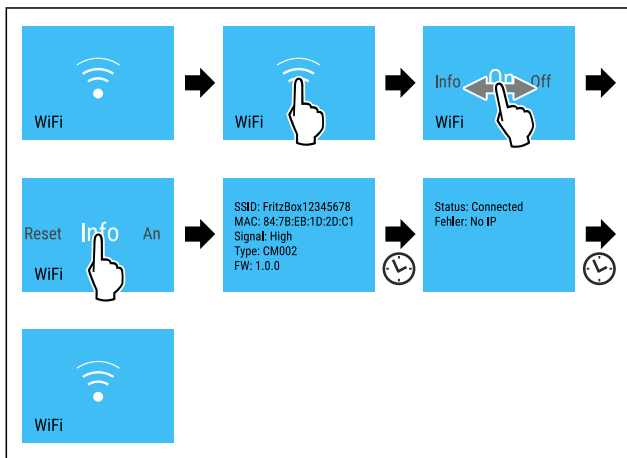 WiFi
WiFi
Info On Off
WiFi
Reset Info An
WiFi
SSID: FritzBox12345678
MAC: 84:7B:EB:1D:2D:C1
Signal: High
Type: CM002
FW: 1.0.0
Status: Connected
Fehler: No IP
WiFi